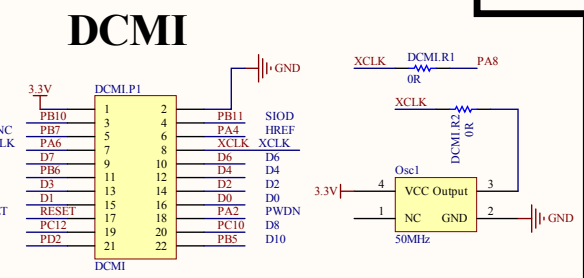 DCMI
DCMI.P1
GND
3.3V
1 2
PB10 3 4 PB11 SIOD
NC PB7 5 6 PA4 HREF
LK PA6 7 8 XCLK XCLK
D7 9 10 D6 D6
PB6 11 12 D4 D4
D3 13 14 D2 D2
D1 15 16 D0 D0
ET RESET 17 18 PA2 PWDN
PC12 19 20 PC10 D8
PD2 21 22 PB5 D10
DCMI
XCLK DCMI.R1 PA8
0R
XCLK
DCMI.R2
0R
Osc1
3.3V 4 VCC Output 3
1 NC GND 2 GND
50MHz